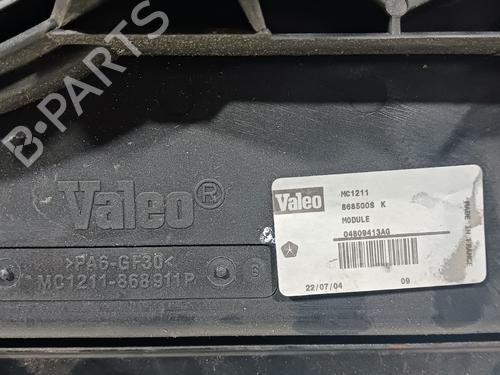 B-PARTS
Valeo®
>PA6-GF30<
MC1211-868911P
Valeo
MC1211
868500S K
MODULE
04809413AG
22/07/04
09
MADE IN FRANCE